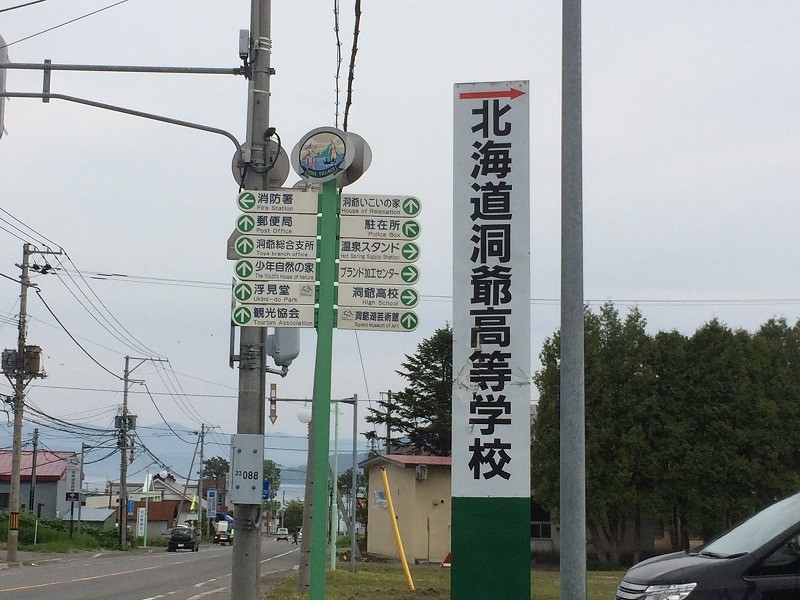 消防署
Fire Station
郵便局
Post Office
洞爺総合支所
Toya branch office
少年自然の家
The Youth's House of Nature
浮見堂
Ukimi-do Park
観光協会
Tourism Association
洞爺いこいの家
House of Relaxation
駐在所
Police Box
温泉スタンド
Hot Spring Supply Station
ブランド加工センター
洞爺高校
High School
洞爺湖芸術館
Toyako Museum of Art
北海道洞爺高等学校
23 088